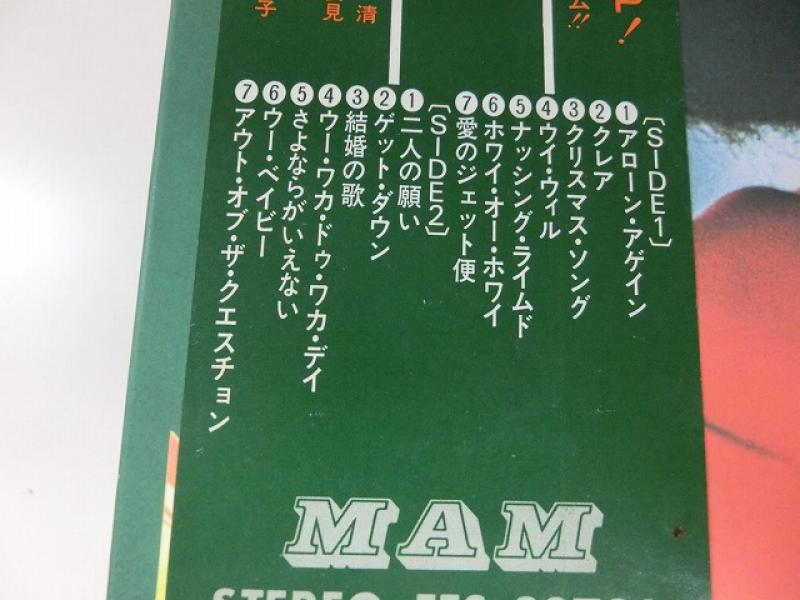 ム!!
清
見
子
〔SIDE1〕
①アローン・アゲイン
②クレア
③クリスマス・ソング
④ウイ・ウィル
⑤ナッシング・ライムド
⑥ホワイ・オー・ホワイ
⑦愛のジェット便
〔SIDE2〕
①二人の願い
②ゲット・ダウン
③結婚の歌
④ウー・ワカ・ドゥ・ワカ・デイ
⑤さよならがいえない
⑥ウー・ベイビー
⑦アウト・オブ・ザ・クエスチョン
MAM
STEREO